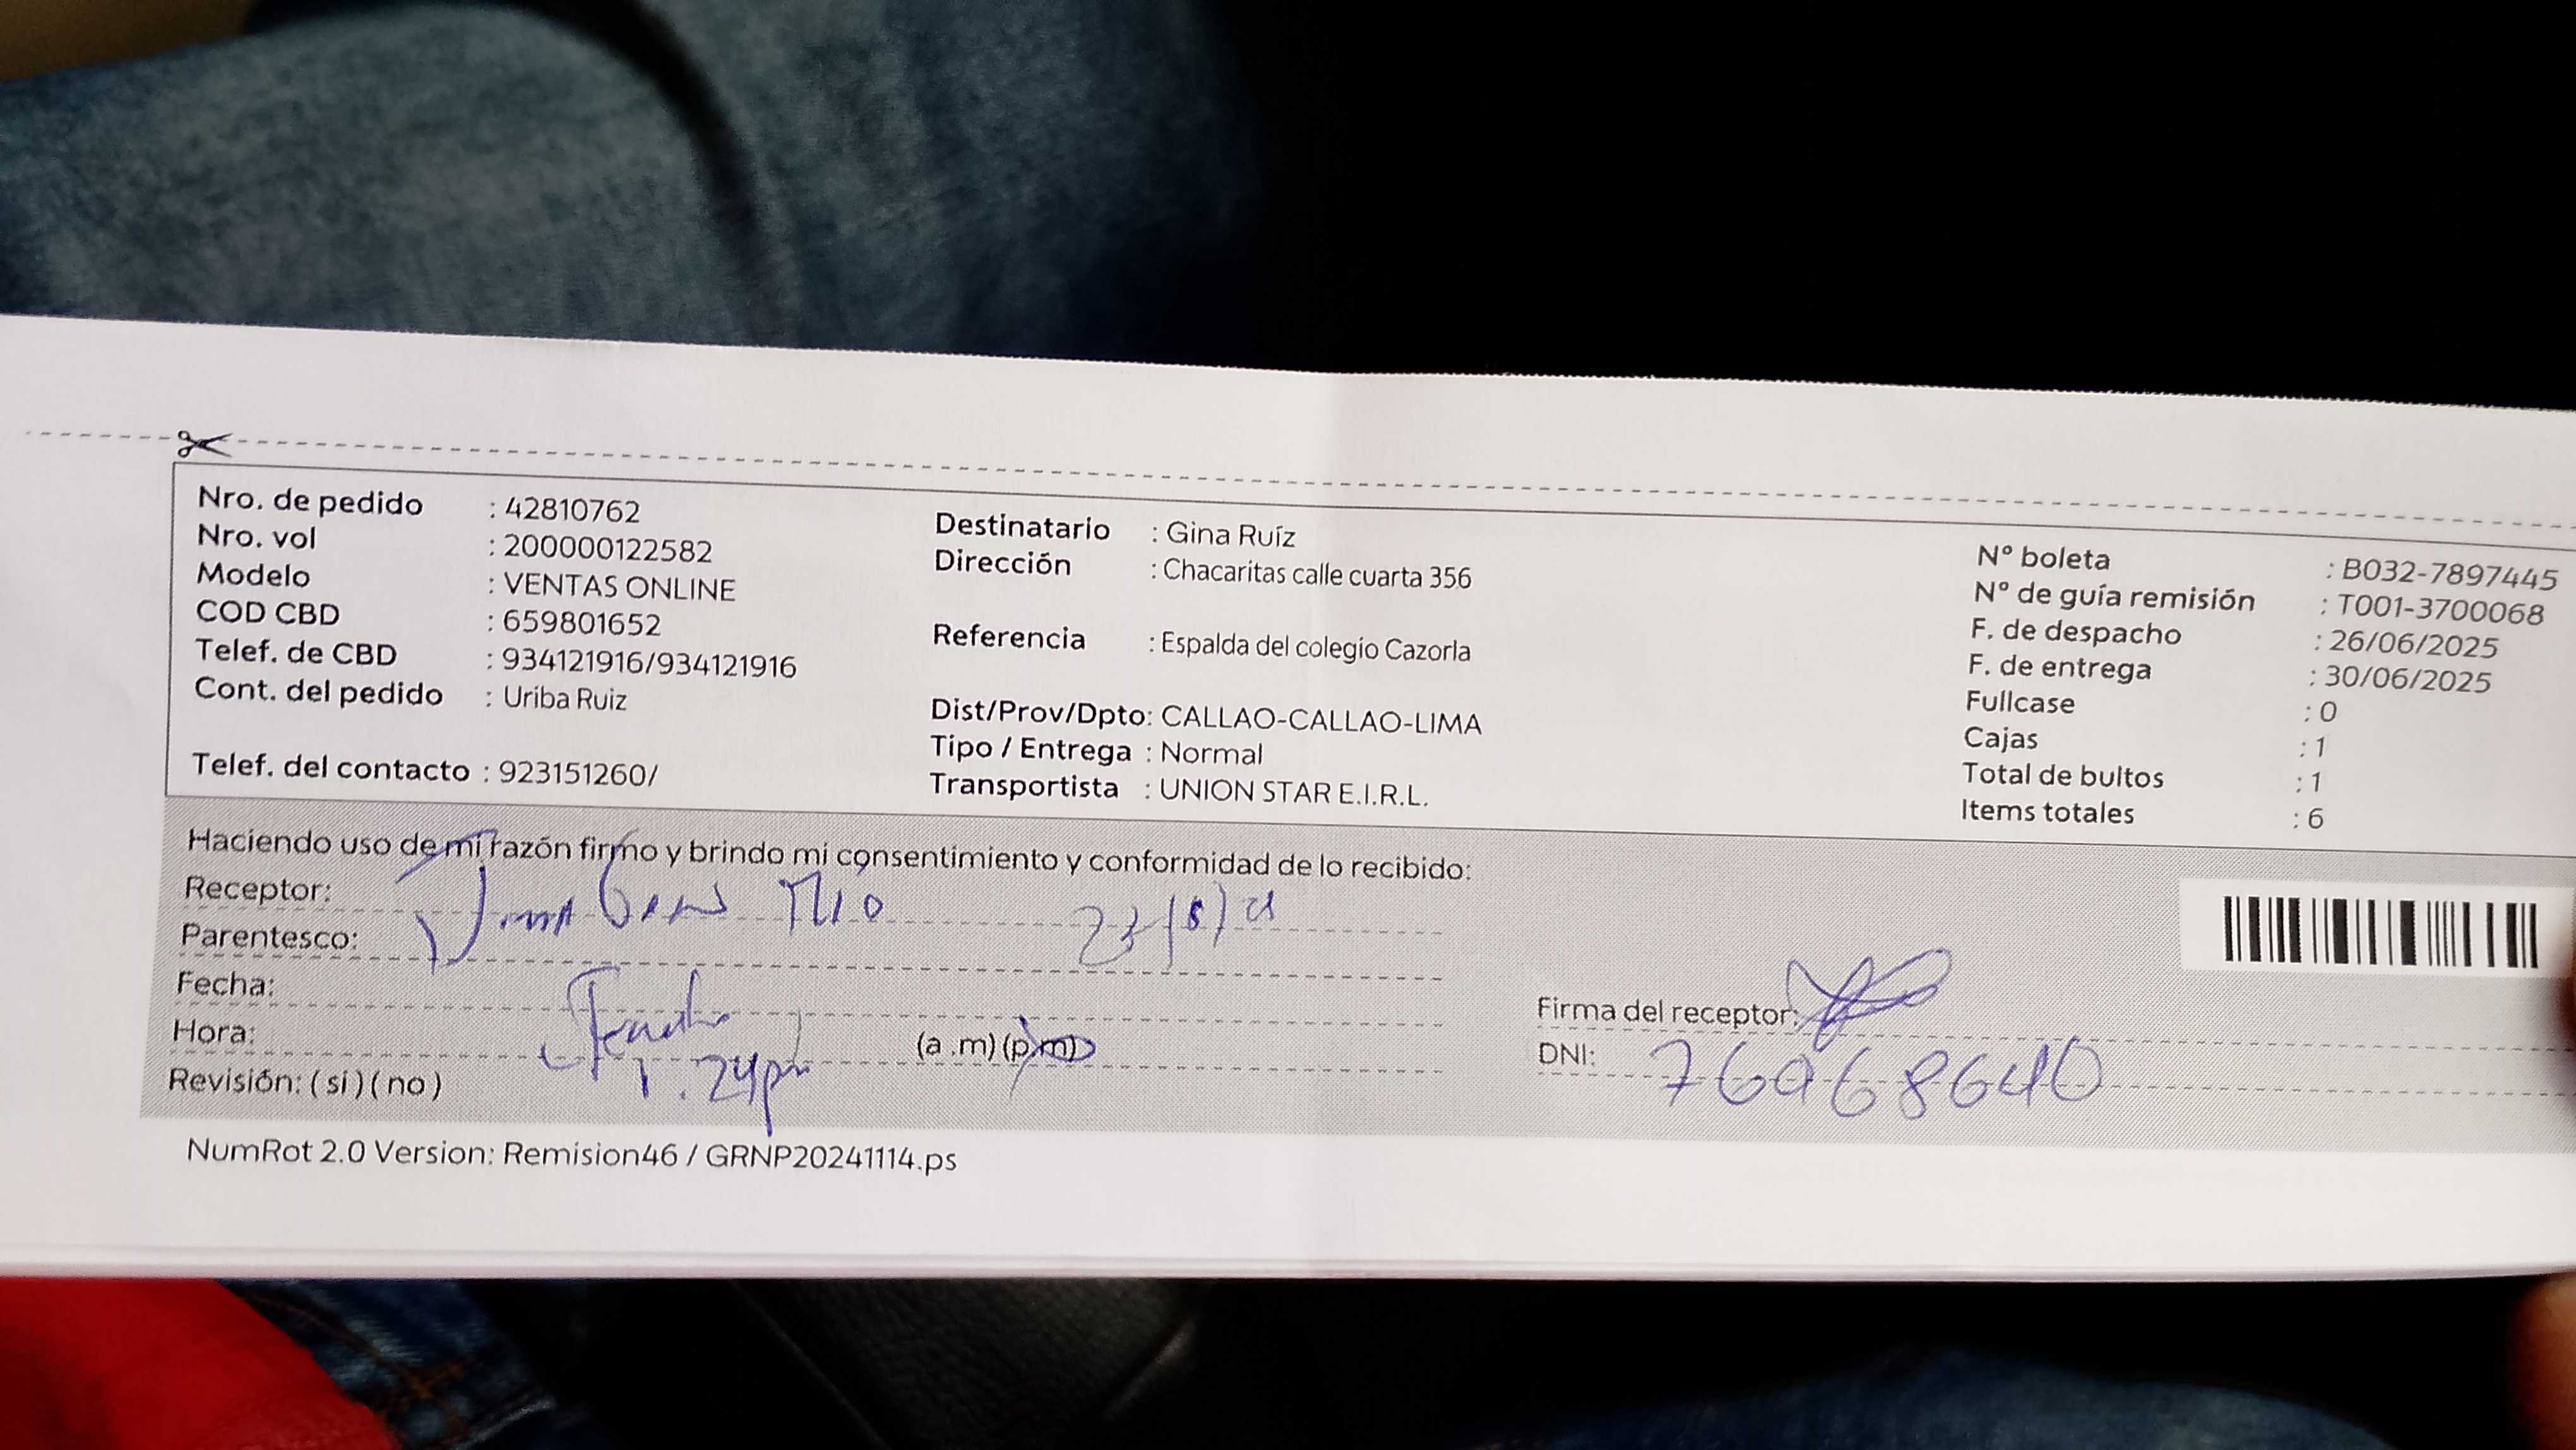 Nro. de pedido : 42810762
Nro. vol : 200000122582
Modelo : VENTAS ONLINE
COD CBD : 659801652
Telef. de CBD : 934121916/934121916
Cont. del pedido : Uriba Ruiz
Telef. del contacto : 923151260/
Destinatario : Gina Ruíz
Dirección : Chacaritas calle cuarta 356
Referencia : Espalda del colegio Cazorla
Dist/Prov/Dpto: CALLAO-CALLAO-LIMA
Tipo / Entrega : Normal
Transportista : UNION STAR E.I.R.L.
N° boleta : B032-7897445
N° de guía remisión : T001-3700068
F. de despacho : 26/06/2025
F. de entrega : 30/06/2025
Fullcase : 0
Cajas : 1
Total de bultos : 1
Items totales : 6
Haciendo uso de mi razón firmo y brindo mi consentimiento y conformidad de lo recibido:
Receptor:
Parentesco:
Fecha:
Hora: (a .m) (p.m)
Revisión: ( si ) ( no )
Firma del receptor:
DNI: 76968640
NumRot 2.0 Version: Remision46 / GRNP20241114.ps